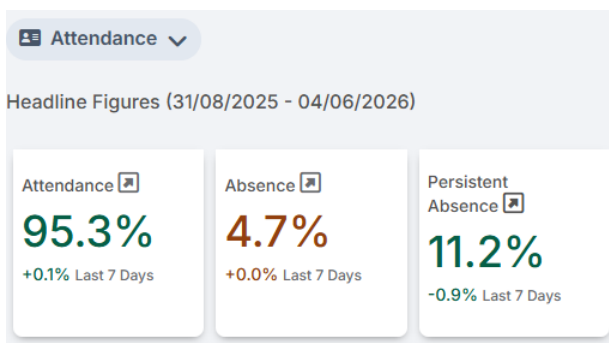 Attendance
Headline Figures (31/08/2025 - 04/06/2026)
Attendance
95.3%
+0.1% Last 7 Days
Absence
4.7%
+0.0% Last 7 Days
Persistent
Absence
11.2%
-0.9% Last 7 Days